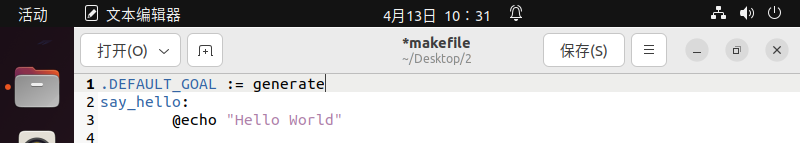 活动 文本编辑器 4月13日 10：31
打开(O) *makefile 保存(S)
~/Desktop/2
1 .DEFAULT_GOAL := generate
2 say_hello:
3 @echo "Hello World"
4